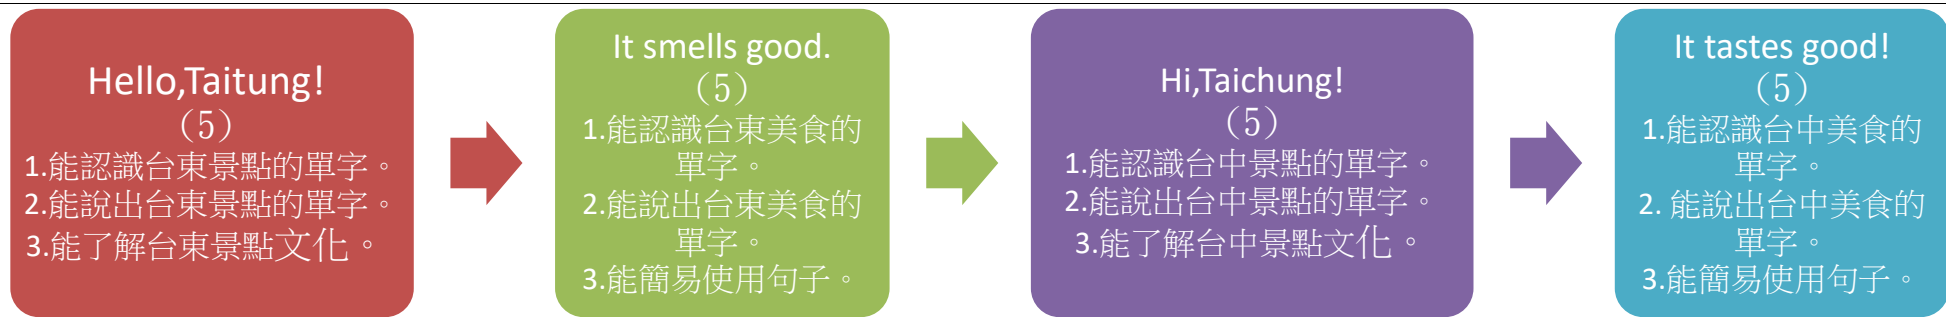 Hello,Taitung!
（5）
1.能認識台東景點的單字。
2.能說出台東景點的單字。
3.能了解台東景點文化。
It smells good.
（5）
1.能認識台東美食的
單字。
2.能說出台東美食的
單字。
3.能簡易使用句子。
Hi,Taichung!
（5）
1.能認識台中景點的單字。
2.能說出台中景點的單字。
3.能了解台中景點文化。
It tastes good!
（5）
1.能認識台中美食的
單字。
2. 能說出台中美食的
單字。
3.能簡易使用句子。